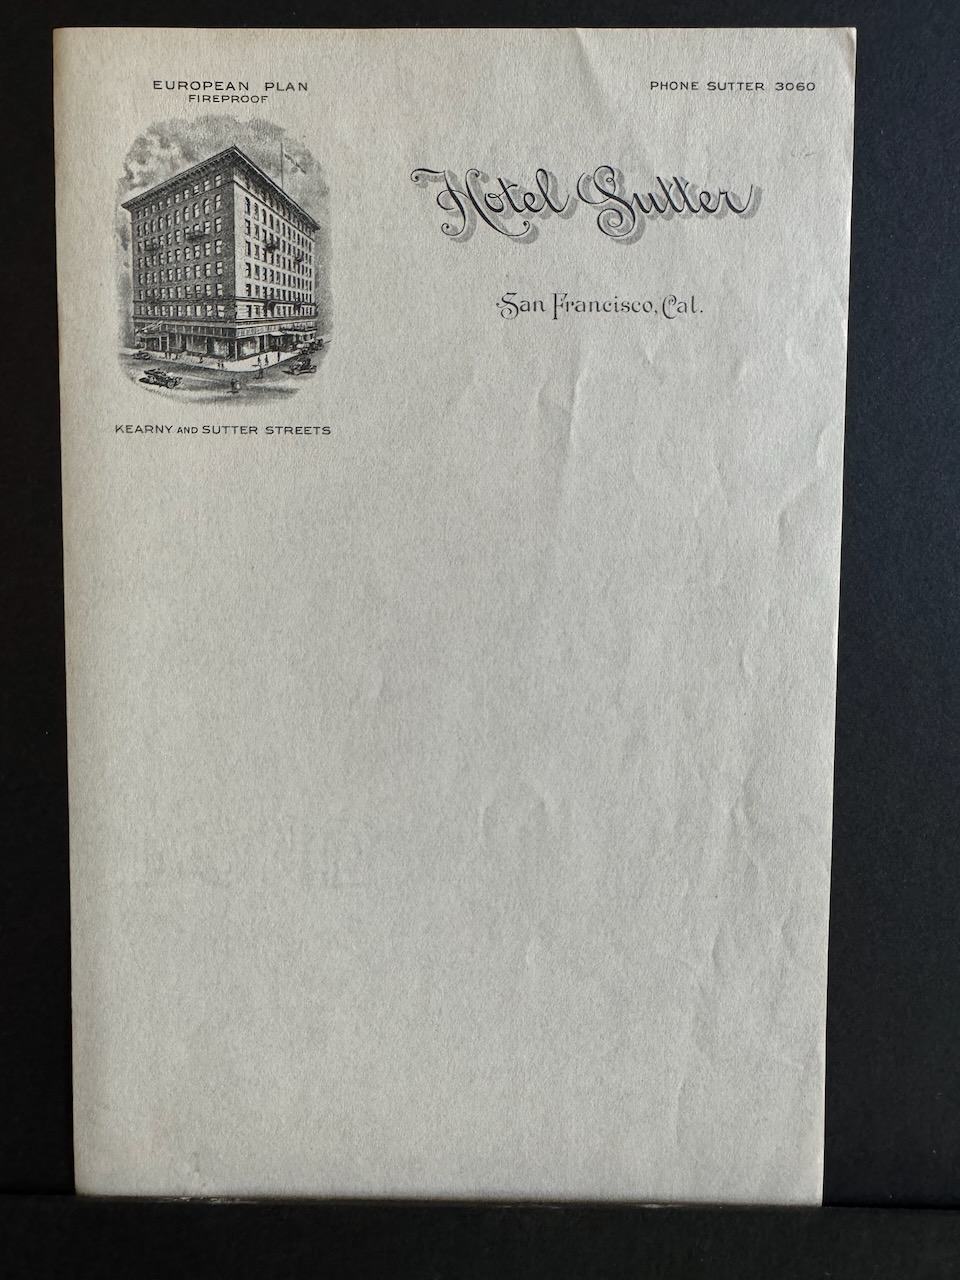 EUROPEAN PLAN
FIREPROOF
PHONE SUTTER 3060
Hotel Sutter
San Francisco, Cal.
KEARNY AND SUTTER STREETS